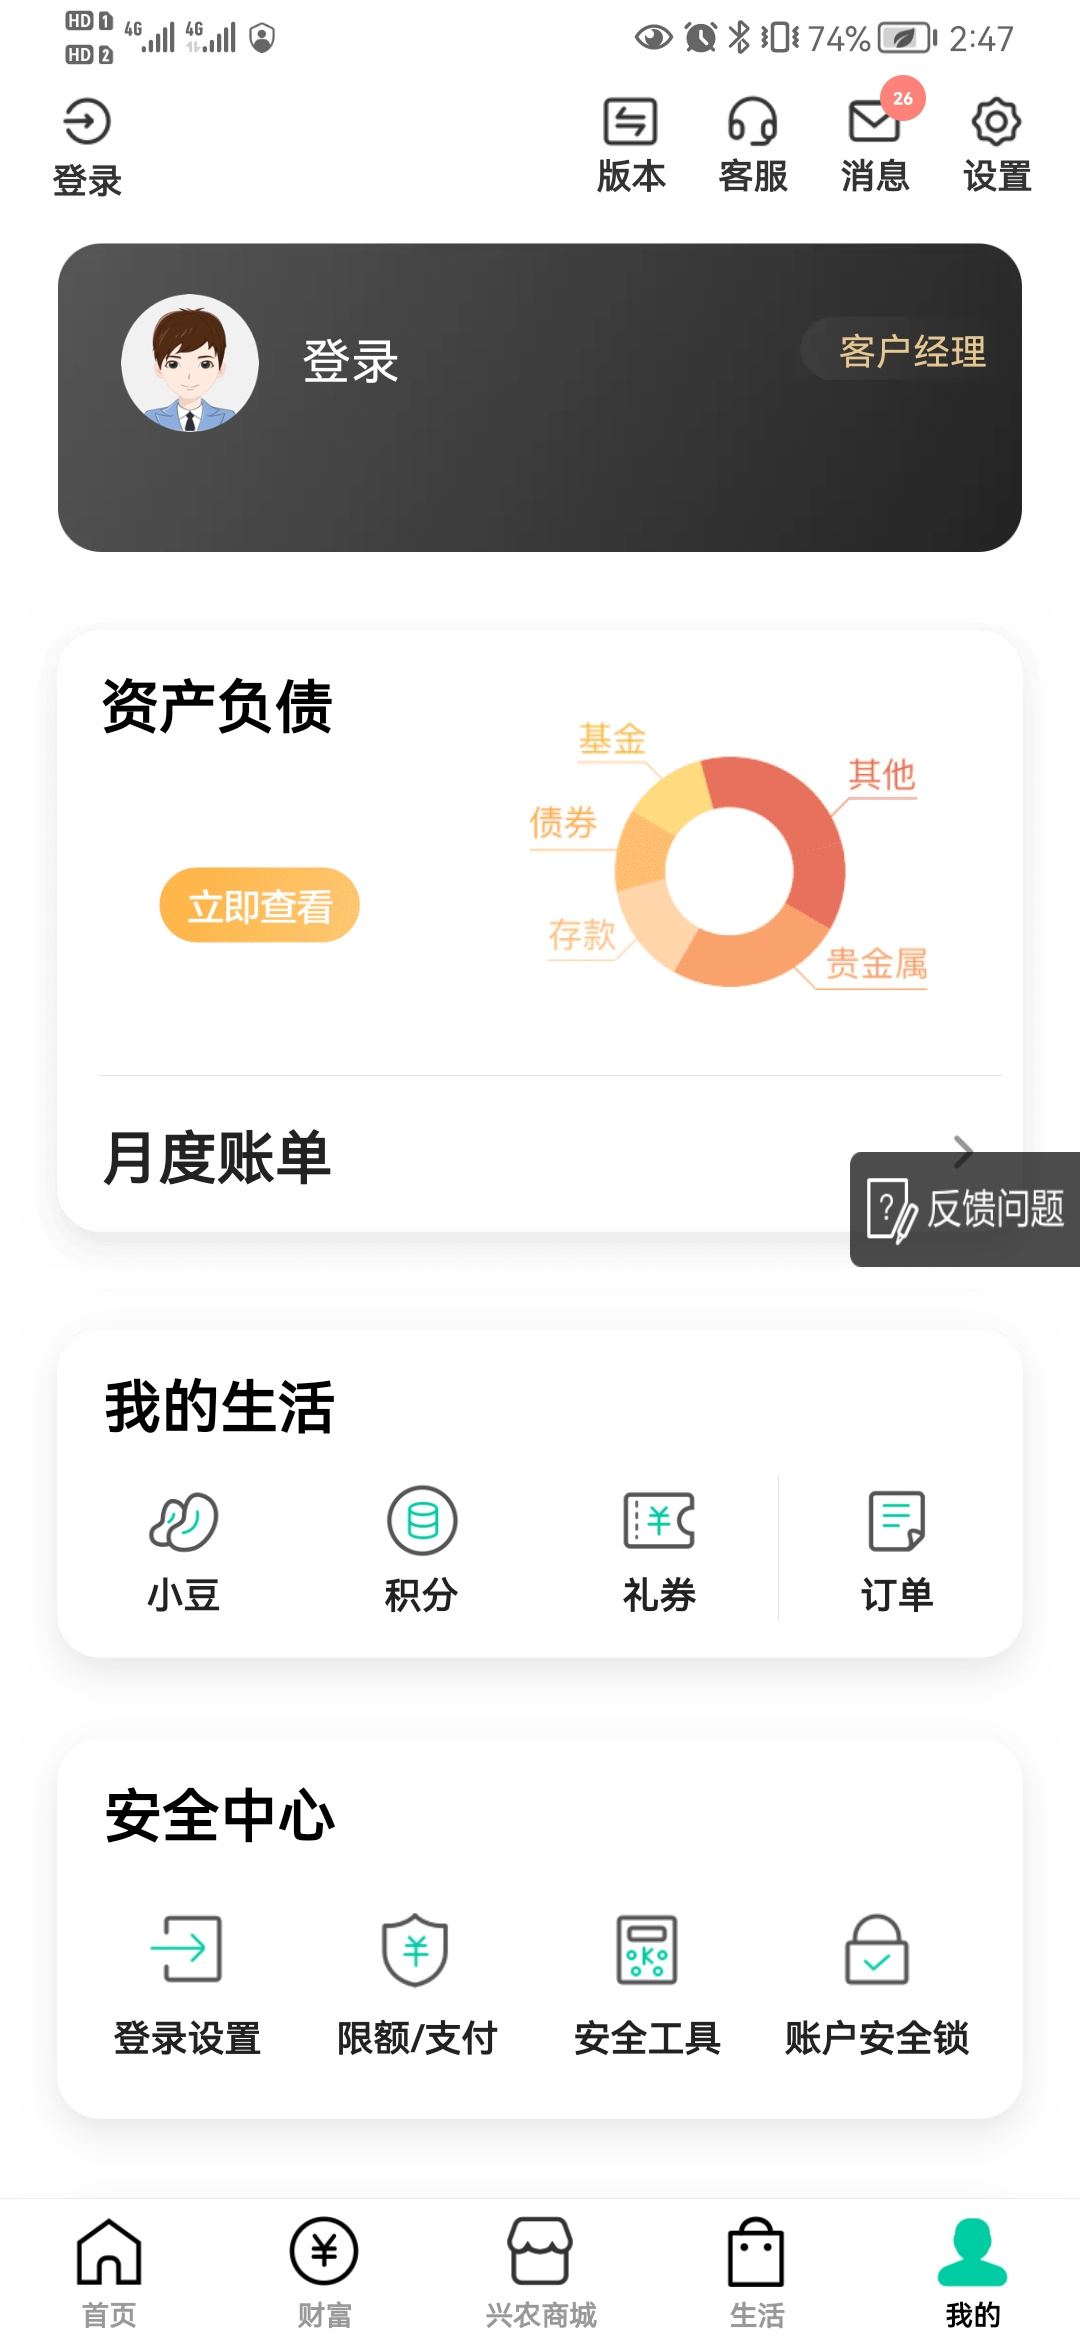 HD 1 4G 4G 74% 2:47
HD 2
登录 版本 客服 消息 26 设置
登录 客户经理
资产负债
基金
其他
债券
立即查看
存款
贵金属
月度账单
反馈问题
我的生活
小豆 积分 礼券 订单
安全中心
登录设置 限额/支付 安全工具 账户安全锁
首页 财富 兴农商城 生活 我的